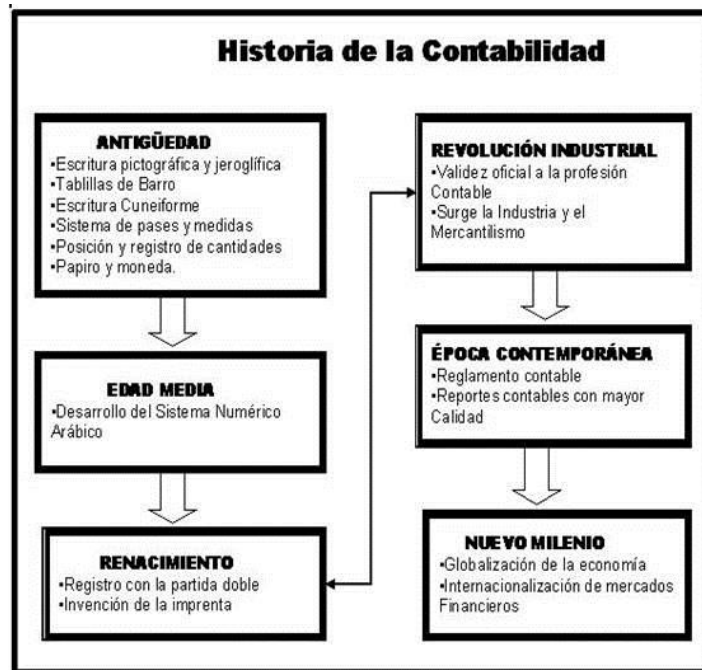 Historia de la Contabilidad
ANTIGÜEDAD
•Escritura pictográfica y jeroglífica
•Tablillas de Barro
•Escritura Cuneiforme
•Sistema de pases y medidas
•Posición y registro de cantidades
•Papiro y moneda.
EDAD MEDIA
•Desarrollo del Sistema Numérico
Arábico
RENACIMIENTO
•Registro con la partida doble
•Invención de la imprenta
REVOLUCIÓN INDUSTRIAL
•Validez oficial a la profesión
Contable
•Surge la Industria y el
Mercantilismo
ÉPOCA CONTEMPORÁNEA
•Reglamento contable
•Reportes contables con mayor
Calidad
NUEVO MILENIO
•Globalización de la economía
•Internacionalización de mercados
Financieros